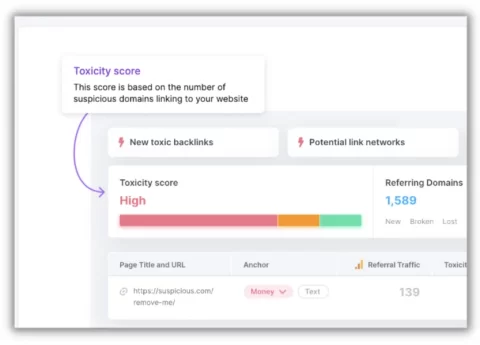 Toxicity score
This score is based on the number of
suspicious domains linking to your website
New toxic backlinks
Potential link networks
Toxicity score
High
Referring Domains
1,589
New Broken Lost
Page Title and URL Anchor Referral Traffic Toxicit
https://suspicious.com/
remove-me/
Money Text 139